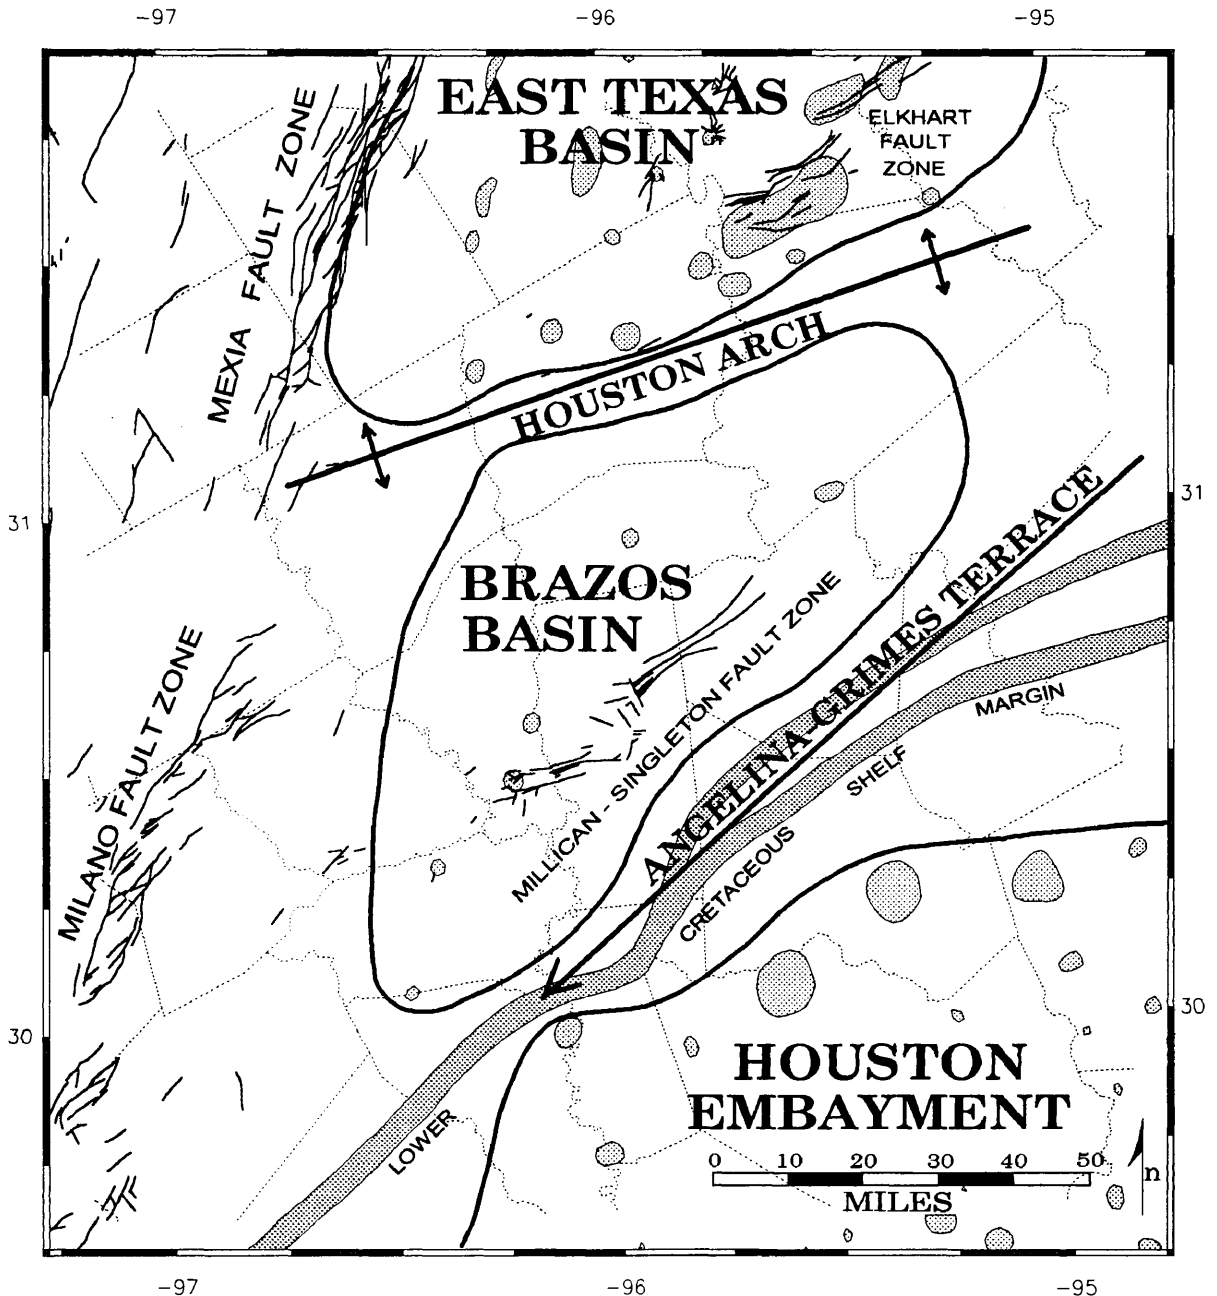 -97 -96 -95
EAST TEXAS
BASIN
ELKHART
FAULT
ZONE
MEXIA FAULT ZONE
HOUSTON ARCH
31 31
BRAZOS
BASIN
ANGELINA-GRIMES TERRACE
MILLICAN - SINGLETON FAULT ZONE
MILANO FAULT ZONE
LOWER CRETACEOUS SHELF MARGIN
30 30
HOUSTON
EMBAYMENT
0 10 20 30 40 50
MILES
n
-97 -96 -95